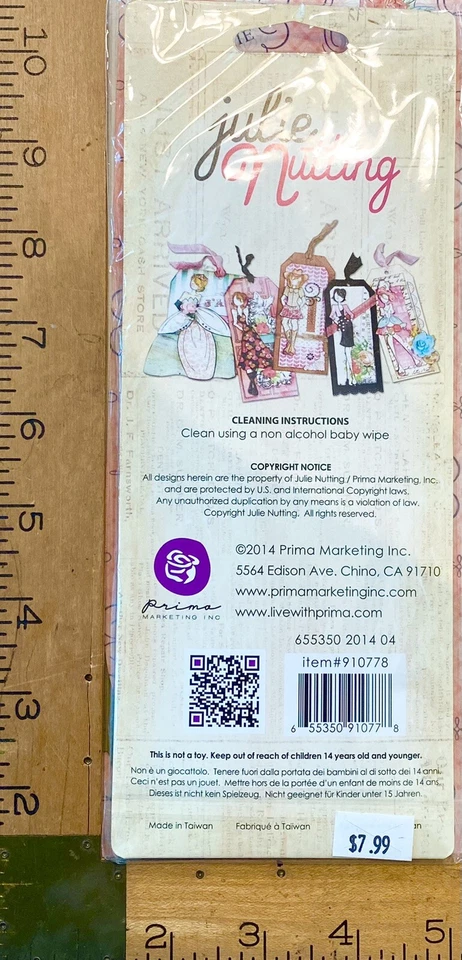 julie
Nutting
CLEANING INSTRUCTIONS
Clean using a non alcohol baby wipe
COPYRIGHT NOTICE
All designs herein are the property of Julie Nutting / Prima Marketing, Inc.
and are protected by U.S. and International Copyright laws.
Any unauthorized duplication by any means is a violation of law.
Copyright Julie Nutting. All rights reserved.
©2014 Prima Marketing Inc.
5564 Edison Ave. Chino, CA 91710
www.primamarketinginc.com
www.livewithprima.com
Prima
MARKETING INC
655350 2014 04
item#910778
6 55350 91077 8
This is not a toy. Keep out of reach of children 14 years old and younger.
Non è un giocattolo. Tenere fuori dalla portata dei bambini al di sotto dei 14 anni.
Ceci n'est pas un jouet. Mettre hors de la portée d'un enfant de moins de 14 ans.
Dieses ist nicht kein Spielzeug. Nicht geeignet für Kinder unter 15 Jahren.
Made in Taiwan Fabriqué à Taiwan
$7.99
10
9
8
7
6
5
4
3
2
2 3 4 5